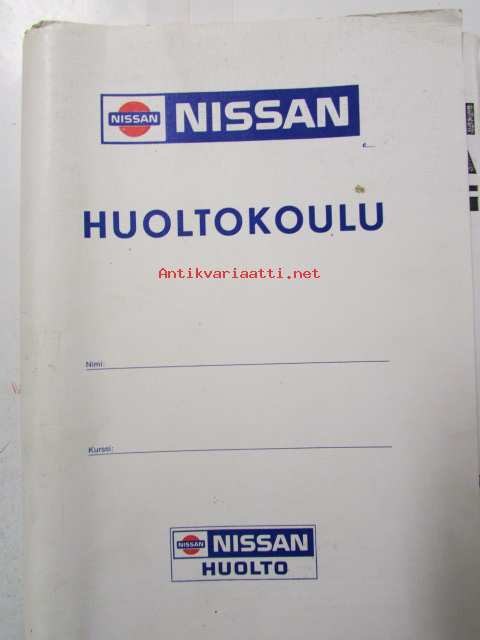 NISSAN NISSAN
HUOLTOKOULU
Antikvariaatti.net
Nimi:
Kurssi:
NISSAN NISSAN
HUOLTO